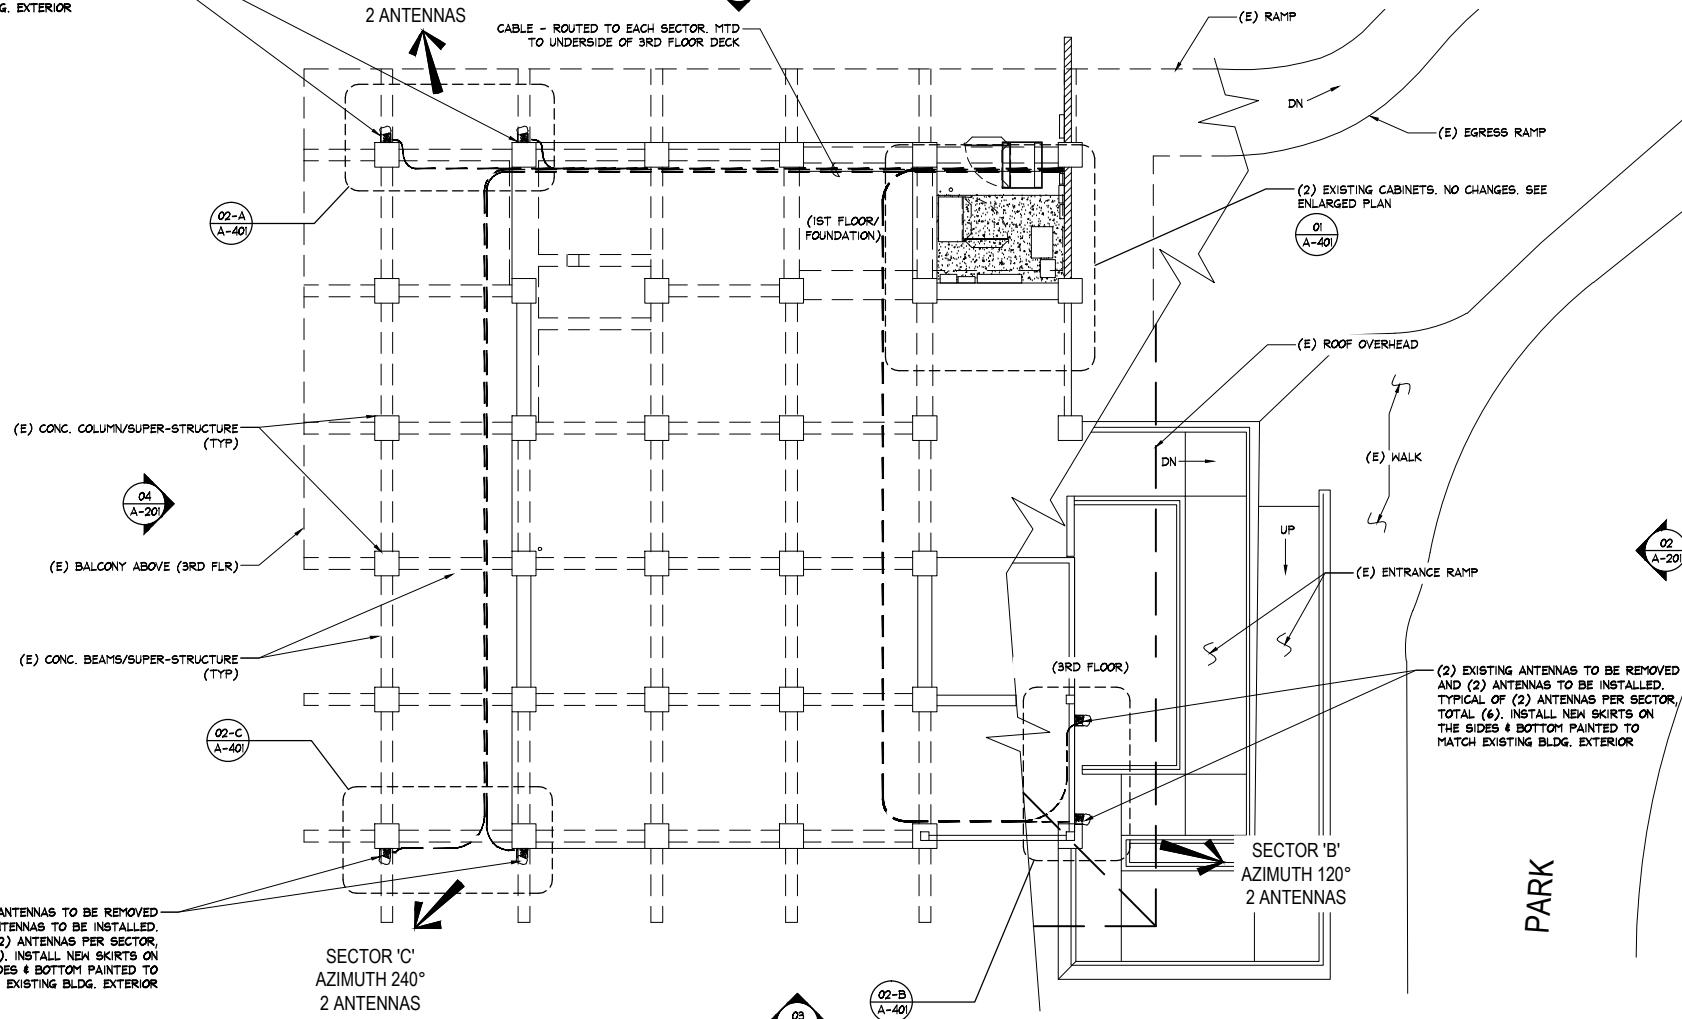 G. EXTERIOR
2 ANTENNAS
CABLE - ROUTED TO EACH SECTOR. MTD
TO UNDERSIDE OF 3RD FLOOR DECK
(E) RAMP
DN
(E) EGRESS RAMP
(2) EXISTING CABINETS. NO CHANGES. SEE
ENLARGED PLAN
01
A-401
02-A
A-401
(1ST FLOOR/
FOUNDATION)
(E) ROOF OVERHEAD
(E) CONC. COLUMN/SUPER-STRUCTURE
(TYP)
DN
(E) WALK
04
A-201
UP
02
A-201
(E) BALCONY ABOVE (3RD FLR)
(E) ENTRANCE RAMP
(E) CONC. BEAMS/SUPER-STRUCTURE
(TYP)
(3RD FLOOR)
(2) EXISTING ANTENNAS TO BE REMOVED
AND (2) ANTENNAS TO BE INSTALLED.
TYPICAL OF (2) ANTENNAS PER SECTOR,
TOTAL (6). INSTALL NEW SKIRTS ON
THE SIDES & BOTTOM PAINTED TO
MATCH EXISTING BLDG. EXTERIOR
02-C
A-401
SECTOR 'B'
AZIMUTH 120°
2 ANTENNAS
PARK
ANTENNAS TO BE REMOVED
TENNAS TO BE INSTALLED.
2) ANTENNAS PER SECTOR,
). INSTALL NEW SKIRTS ON
DES & BOTTOM PAINTED TO
EXISTING BLDG. EXTERIOR
SECTOR 'C'
AZIMUTH 240°
2 ANTENNAS
02-B
A-401
03